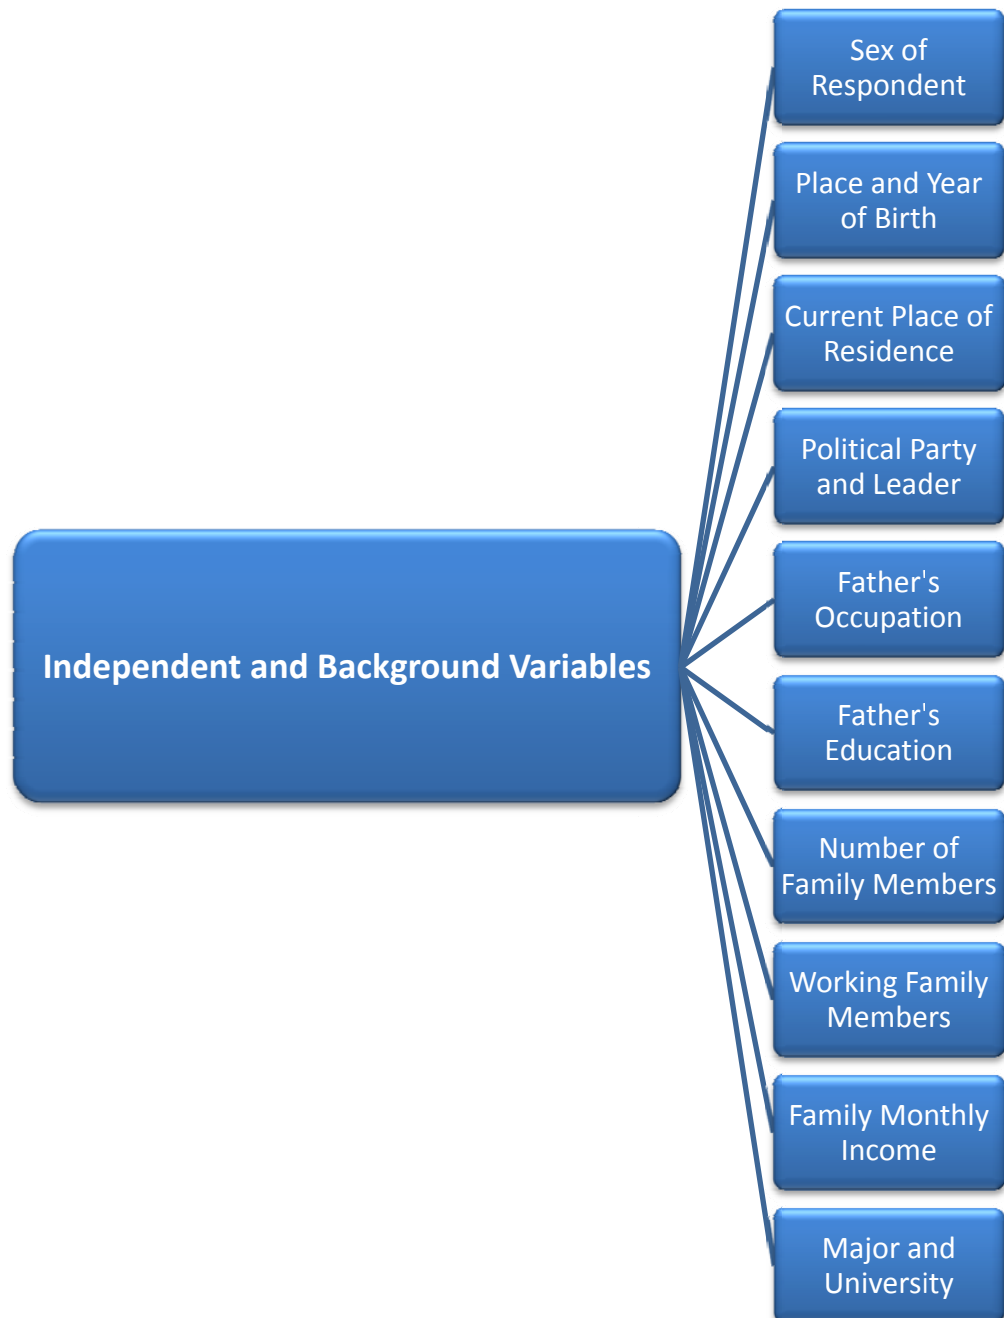 Sex of
Respondent
Place and Year
of Birth
Current Place of
Residence
Political Party
and Leader
Father's
Occupation
Independent and Background Variables
Father's
Education
Number of
Family Members
Working Family
Members
Family Monthly
Income
Major and
University